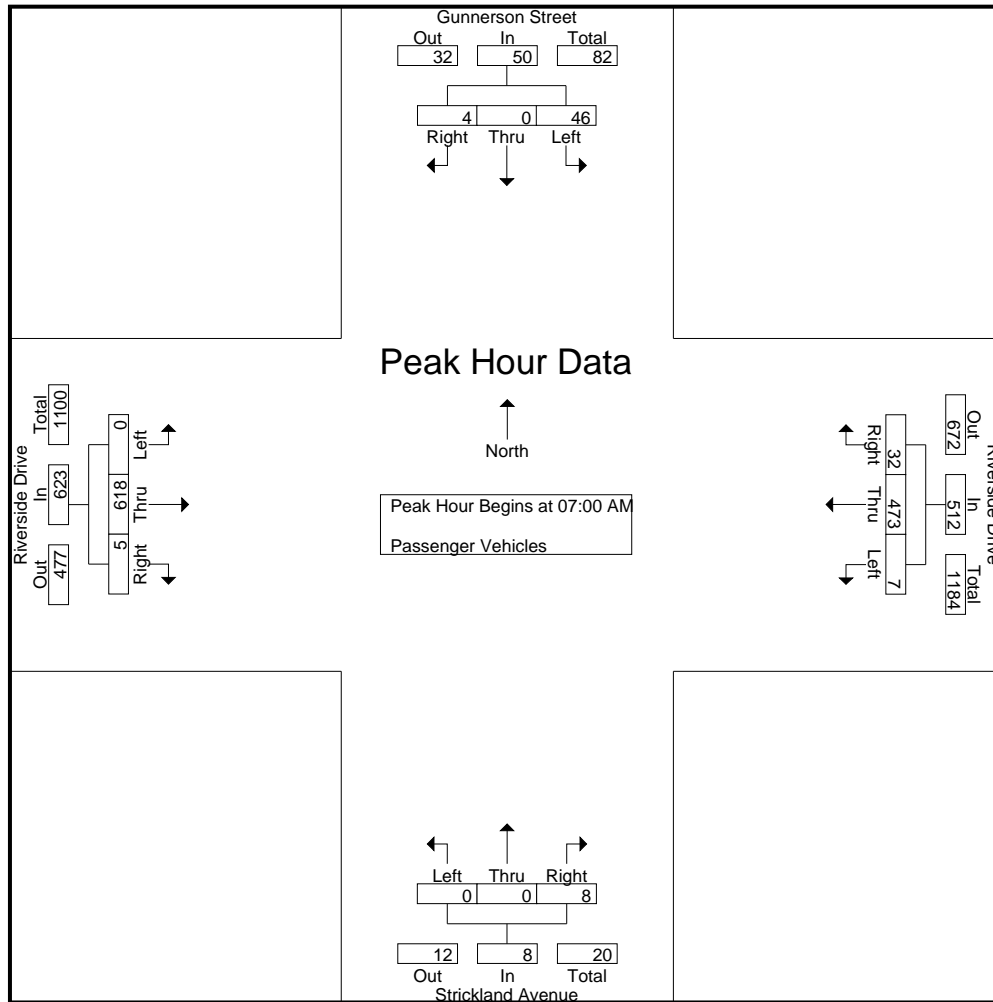 Gunnerson Street
Out In Total
32 50 82
4 0 46
Right Thru Left
Peak Hour Data
North
Peak Hour Begins at 07:00 AM
Passenger Vehicles
Riverside Drive
Total In Out
1100 623 477
0 618 5
Left Thru Right
Riverside Drive
Out In Total
672 512 1184
32 473 7
Right Thru Left
Left Thru Right
0 0 8
12 8 20
Out In Total
Strickland Avenue